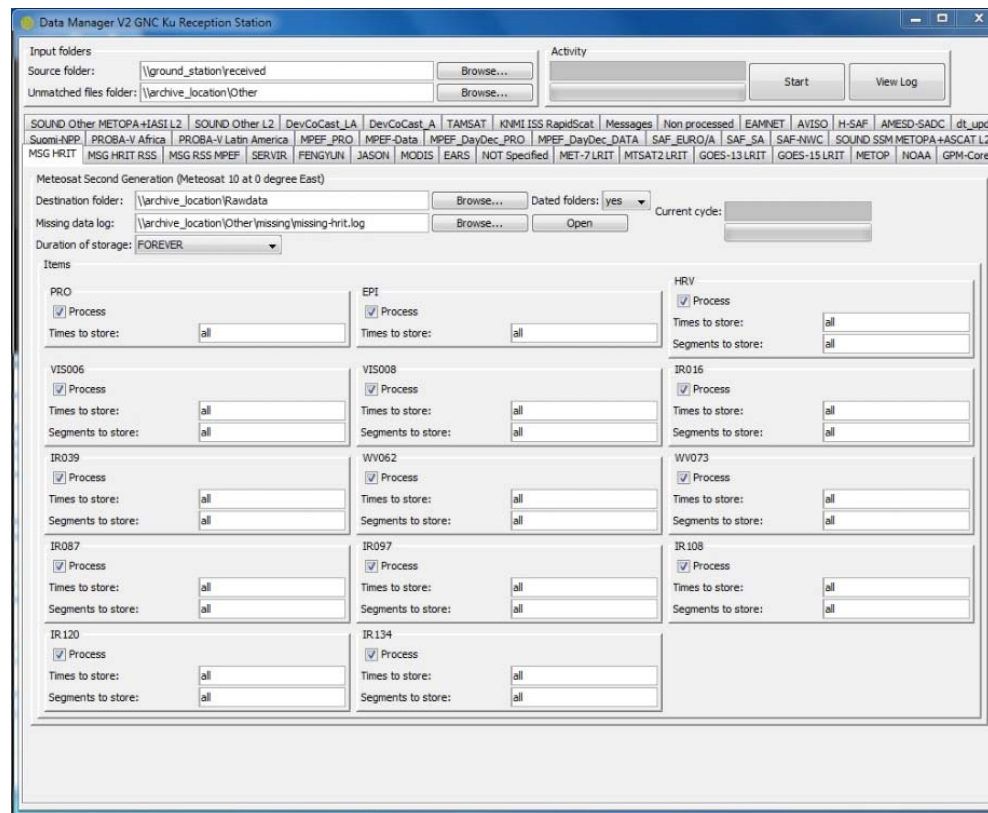 Data Manager V2 GNC Ku Reception Station
Input folders
Source folder: \\ground_station\received Browse...
Unmatched files folder: \\archive_location\Other Browse...
Activity
Start View Log
SOUND Other METOPA+IASI L2 SOUND Other L2 DevCoCast_LA DevCoCast_A TAMSAT KNMI ISS RapidScat Messages Non processed EAMNET AVISO H-SAF AMESD-SADC dt_upd
Suomi-NPP PROBA-V Africa PROBA-V Latin America MPEF_PRO MPEF-Data MPEF_DayDec_PRO MPEF_DayDec_DATA SAF_EURO/A SAF_SA SAF-NWC SOUND SSM METOPA+ASCAT L2
MSG HRIT MSG HRIT RSS MSG RSS MPEF SERVIR FENGYUN JASON MODIS EARS NOT Specified MET-7 LRIT MTSAT2 LRIT GOES-13 LRIT GOES-15 LRIT METOP NOAA GPM-Core
Meteosat Second Generation (Meteosat 10 at 0 degree East)
Destination folder: \\archive_location\Rawdata Browse... Dated folders: yes
Missing data log: \\archive_location\Other\missing\missing-hrit.log Browse... Open
Current cycle:
Duration of storage: FOREVER
Items
PRO
Process
Times to store: all
EPI
Process
Times to store: all
HRV
Process
Times to store: all
Segments to store: all
VIS006
Process
Times to store: all
Segments to store: all
VIS008
Process
Times to store: all
Segments to store: all
IR016
Process
Times to store: all
Segments to store: all
IR039
Process
Times to store: all
Segments to store: all
WV062
Process
Times to store: all
Segments to store: all
WV073
Process
Times to store: all
Segments to store: all
IR087
Process
Times to store: all
Segments to store: all
IR097
Process
Times to store: all
Segments to store: all
IR108
Process
Times to store: all
Segments to store: all
IR120
Process
Times to store: all
Segments to store: all
IR134
Process
Times to store: all
Segments to store: all